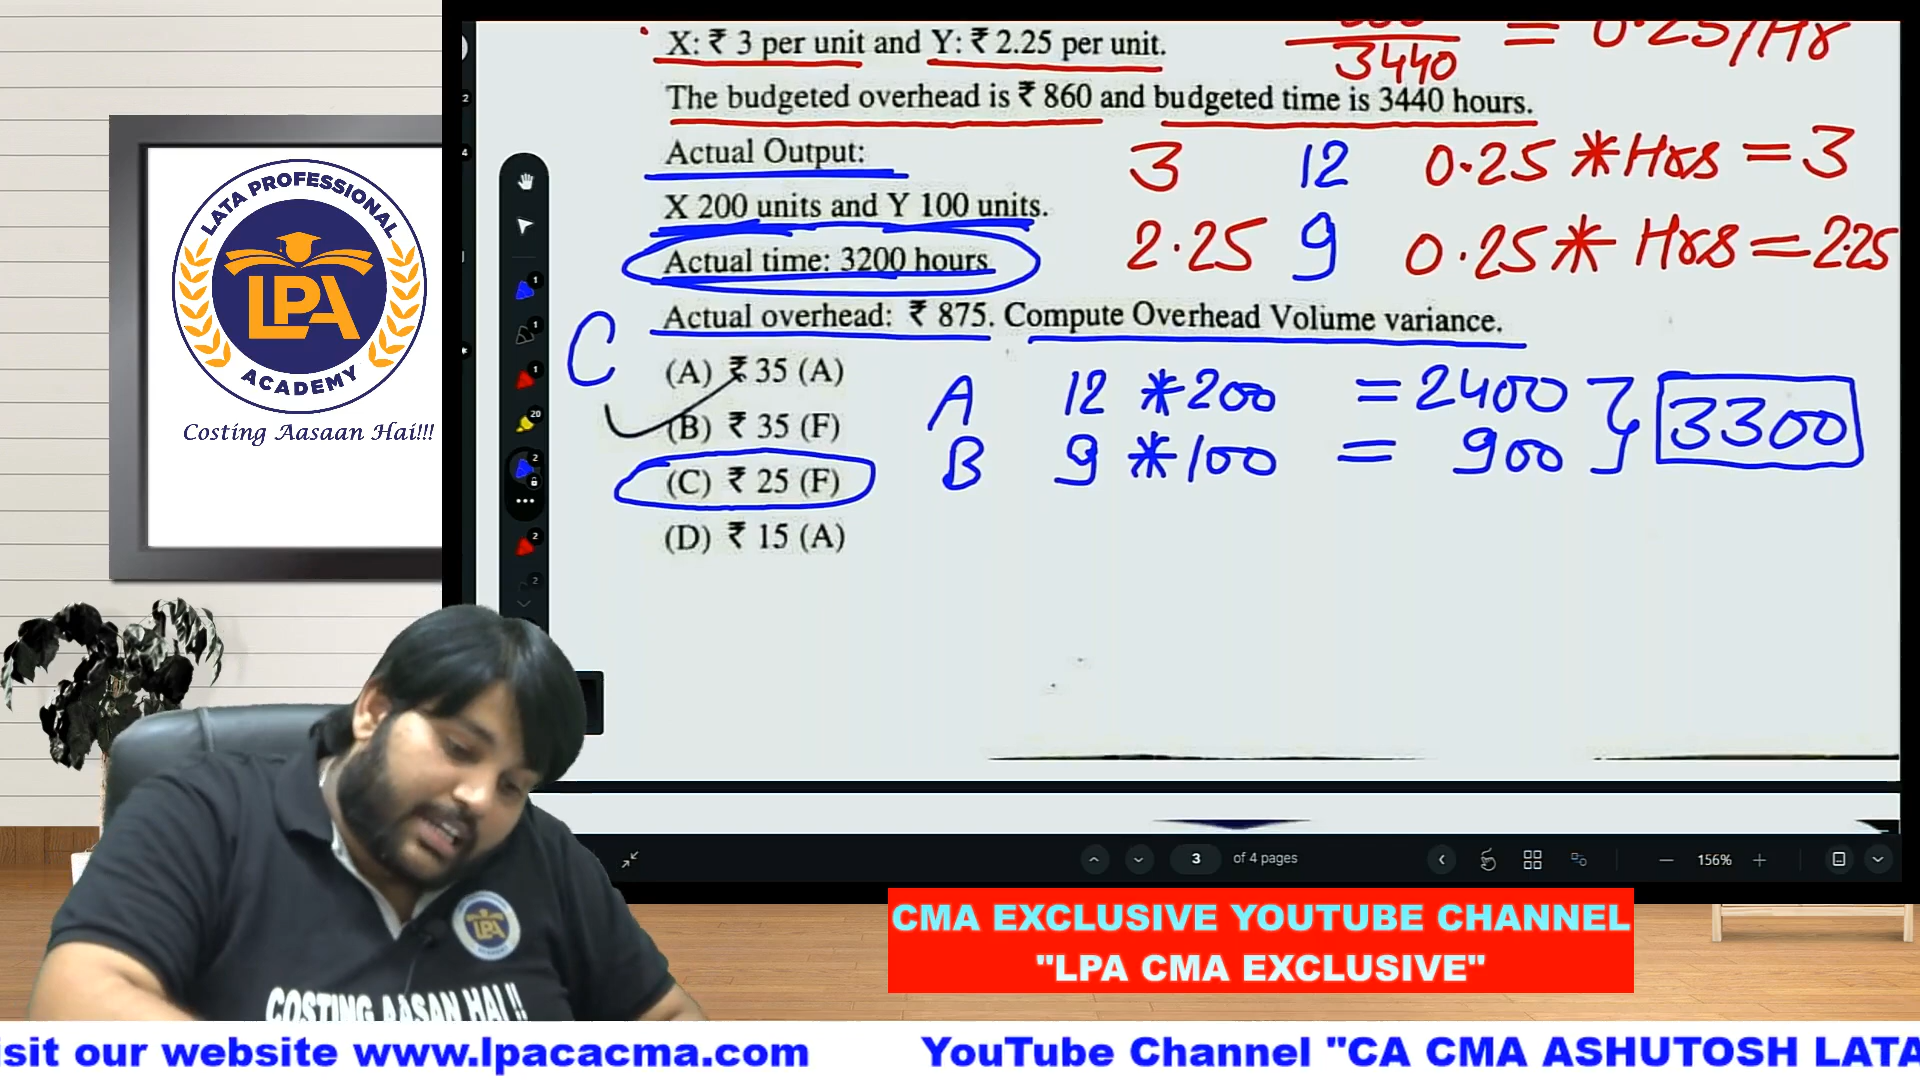 X: ₹ 3 per unit and Y: ₹ 2.25 per unit.
3440 = 0.25/Hr
The budgeted overhead is ₹ 860 and budgeted time is 3440 hours.
Actual Output:
3 12 0.25 * Hrs = 3
X 200 units and Y 100 units.
2.25 9 0.25 * Hrs = 2.25
Actual time: 3200 hours
Actual overhead: ₹ 875. Compute Overhead Volume variance.
C
(A) ₹ 35 (A)
(B) ₹ 35 (F)
(C) ₹ 25 (F)
(D) ₹ 15 (A)
A 12 * 200 = 2400
B 9 * 100 = 900
3300
LATA PROFESSIONAL
LPA
ACADEMY
Costing Aasaan Hai!!!
3 of 4 pages
156%
LPA
COSTING AASAN HAI !!
CMA EXCLUSIVE YOUTUBE CHANNEL
"LPA CMA EXCLUSIVE"
isit our website www.lpacacma.com YouTube Channel "CA CMA ASHUTOSH LATA